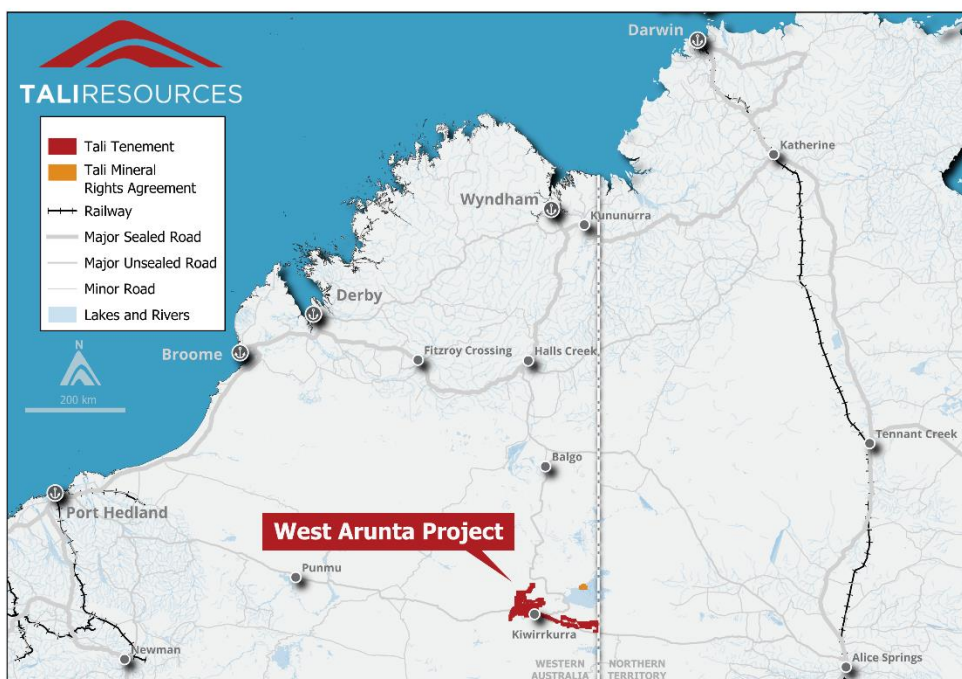 TALIRESOURCES
Tali Tenement
Tali Mineral
Rights Agreement
Railway
Major Sealed Road
Major Unsealed Road
Minor Road
Lakes and Rivers
N
200 km
Darwin
Katherine
Wyndham
Kununurra
Derby
Broome
Fitzroy Crossing
Halls Creek
Tennant Creek
Balgo
Port Hedland
West Arunta Project
Punmu
Kiwirrkurra
Newman
WESTERN
AUSTRALIA
NORTHERN
TERRITORY
Alice Springs